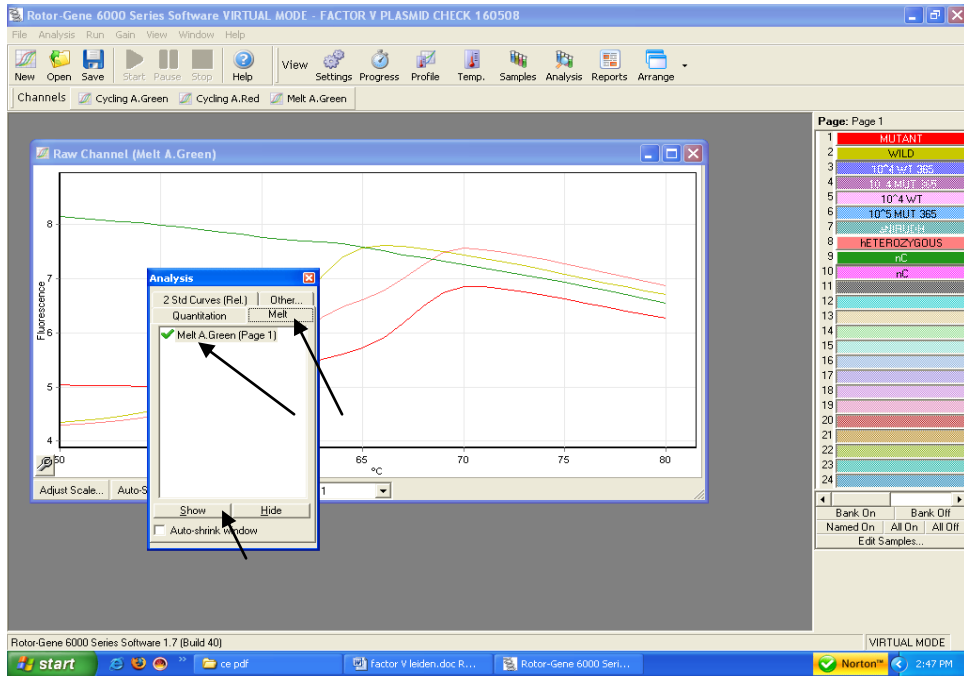 Rotor-Gene 6000 Series Software VIRTUAL MODE - FACTOR V PLASMID CHECK 160508
File Analysis Run Gain View Window Help
New Open Save Start Pause Stop Help View Settings Progress Profile Temp. Samples Analysis Reports Arrange
Channels Cycling A.Green Cycling A.Red Melt A.Green
Raw Channel (Melt A.Green)
8
7
6
5
4
Fluorescence
50 65 70 75 80
°C
Adjust Scale... Auto-S 1
Analysis
2 Std Curves (Rel.) Other...
Quantitation Melt
Melt A.Green (Page 1)
Show Hide
Auto-shrink window
Page: Page 1
1 MUTANT
2 WILD
3 10^4 WT 365
4 10^4 MUT 365
5 10^4 WT
6 10^5 MUT 365
7
8 hETEROZYGOUS
9 nC
10 nC
11
12
13
14
15
16
17
18
19
20
21
22
23
24
Bank On Bank Off
Named On All On All Off
Edit Samples...
Rotor-Gene 6000 Series Software 1.7 (Build 40) VIRTUAL MODE
start ce pdf factor V leiden.doc R... Rotor-Gene 6000 Seri... Norton™ 2:47 PM